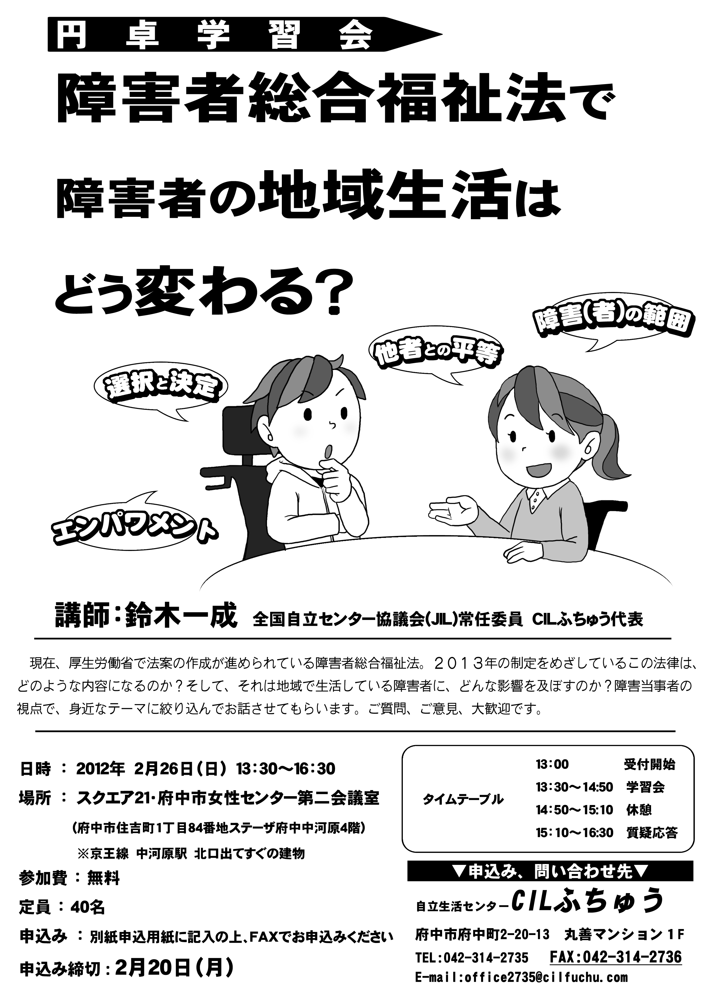 円卓学習会
障害者総合福祉法で
障害者の地域生活は
どう変わる？
障害(者)の範囲
他者との平等
選択と決定
エンパワメント
講師：鈴木一成　全国自立センター協議会(JIL)常任委員　CILふちゅう代表
現在、厚生労働省で法案の作成が進められている障害者総合福祉法。２０１３年の制定をめざしているこの法律は、
どのような内容になるのか？そして、それは地域で生活している障害者に、どんな影響を及ぼすのか？障害当事者の
視点で、身近なテーマに絞り込んでお話させてもらいます。ご質問、ご意見、大歓迎です。
日時 ： 2012年 2月26日(日) 13：30～16：30
場所 ： スクエア21・府中市女性センター第二会議室
（府中市住吉町1丁目84番地ステーザ府中中河原4階）
※京王線 中河原駅 北口出てすぐの建物
参加費 ： 無料
定員 ： 40名
申込み ： 別紙申込用紙に記入の上、FAXでお申込みください
申込み締切：2月20日(月)
タイムテーブル
13：00 受付開始
13：30～14:50 学習会
14：50～15:10 休憩
15：10～16:30 質疑応答
▼申込み、問い合わせ先▼
自立生活センターCILふちゅう
府中市府中町2-20-13　丸善マンション１F
TEL:042-314-2735　FAX:042-314-2736
E-mail:office2735@cilfuchu.com